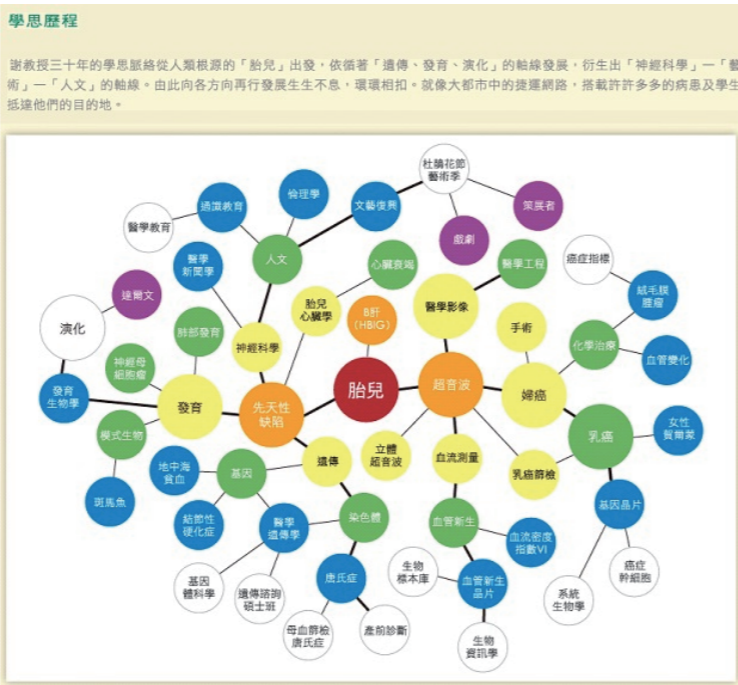 學思歷程
謝教授三十年的學思脈絡從人類根源的「胎兒」出發，依循著「遺傳、發育、演化」的軸線發展，衍生出「神經科學」—「藝
術」—「人文」的軸線。由此向各方向再行發展生生不息，環環相扣。就像大都市中的捷運網路，搭載許許多多的病患及學生
抵達他們的目的地。
杜鵑花節
藝術季
倫理學
通識教育
文藝復興
策展者
醫學教育
戲劇
人文
醫學
新聞學
心臟衰竭
醫學工程
癌症指標
達爾文
絨毛膜
腫瘤
胎兒
心臟學
B肝
(HBIG)
醫學影像
演化
肺部發育
神經科學
手術
化學治療
血管變化
神經母
細胞瘤
發育
生物學
發育
先天性
缺陷
胎兒
超音波
婦癌
模式生物
乳癌
女性
賀爾蒙
地中海
貧血
基因
遺傳
立體
超音波
血流測量
乳癌篩檢
斑馬魚
結節性
硬化症
醫學
遺傳學
染色體
血管新生
基因晶片
血流密度
指數VI
基因
體科學
遺傳諮詢
碩士班
唐氏症
生物
標本庫
血管新生
晶片
系統
生物學
癌症
幹細胞
母血篩檢
唐氏症
產前診斷
生物
資訊學